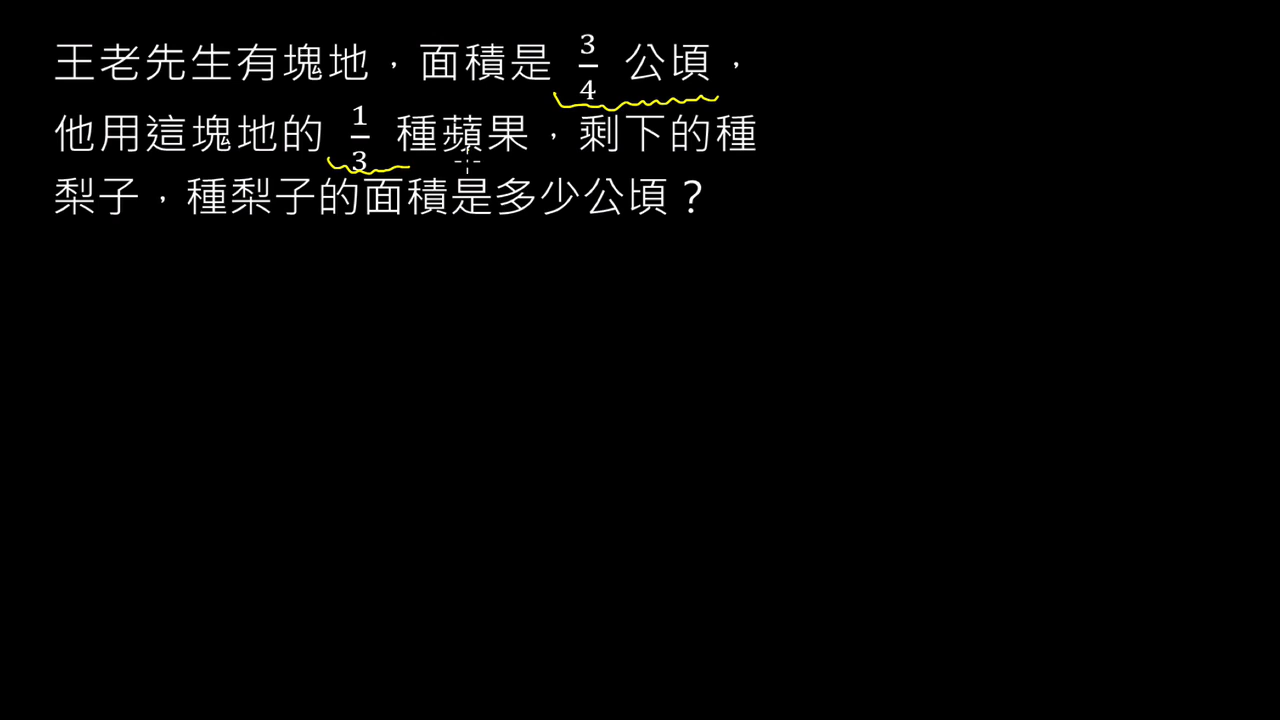 王老先生有塊地，面積是 3/4 公頃，
他用這塊地的 1/3 種蘋果，剩下的種
梨子，種梨子的面積是多少公頃？